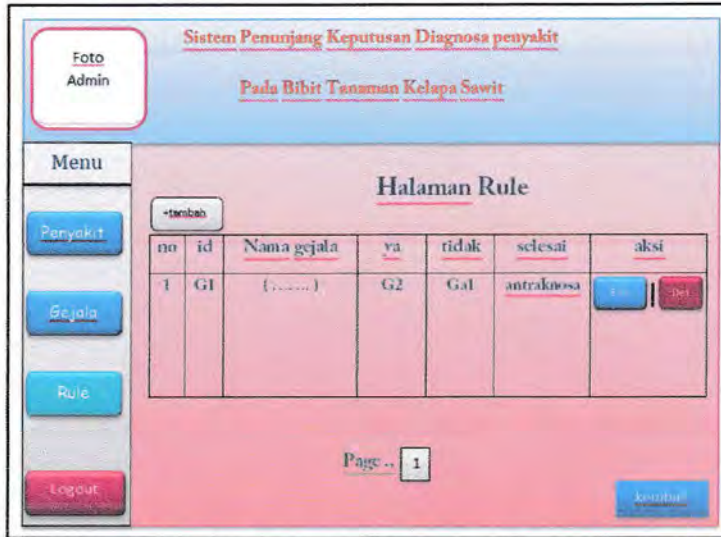 Sistem Penunjang Keputusan Diagnosa penyakit
Pada Bibit Tanaman Kelapa Sawit
Foto
Admin
Menu
Penyakit
Gejala
Rule
Logout
Halaman Rule
+tambah
no id Nama gejala ya tidak selesai aksi
1 G1 {.......} G2 Ga1 antraknosa | Del
Page .. 1
kembali